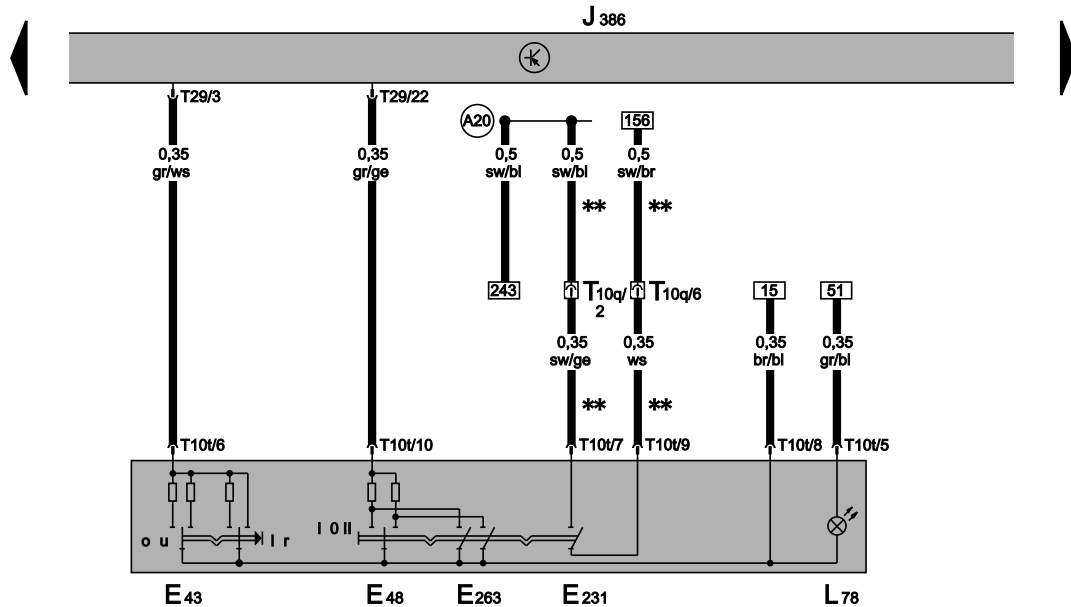 J 386
T29/3
T29/22
A20
156
0,35
gr/ws
0,35
gr/ge
0,5
sw/bl
0,5
sw/bl
0,5
sw/br
**
**
243
T10q/
2
T10q/6
15
51
0,35
sw/ge
0,35
ws
0,35
br/bl
0,35
gr/bl
**
**
T10t/6
T10t/10
T10t/7
T10t/9
T10t/8
T10t/5
o u
l r
I 0 II
E 43
E 48
E 263
E 231
L 78